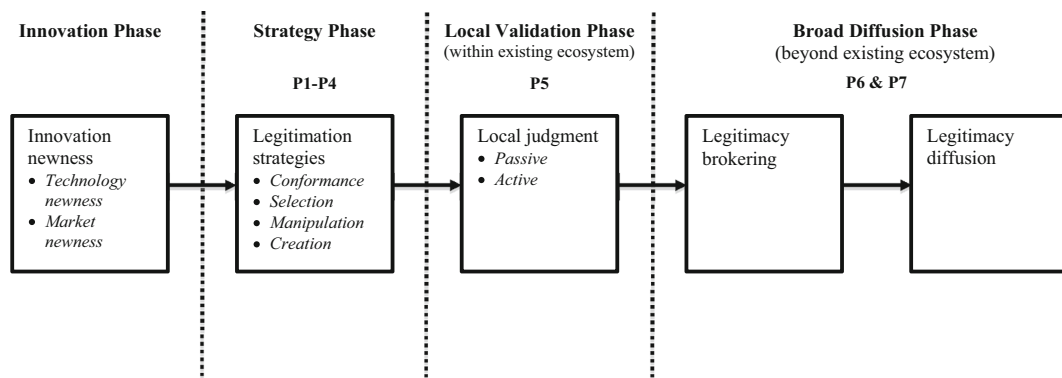 Innovation Phase
Strategy Phase
Local Validation Phase
(within existing ecosystem)
Broad Diffusion Phase
(beyond existing ecosystem)
P1-P4
P5
P6 & P7
Innovation
newness
• Technology
newness
• Market
newness
Legitimation
strategies
• Conformance
• Selection
• Manipulation
• Creation
Local judgment
• Passive
• Active
Legitimacy
brokering
Legitimacy
diffusion